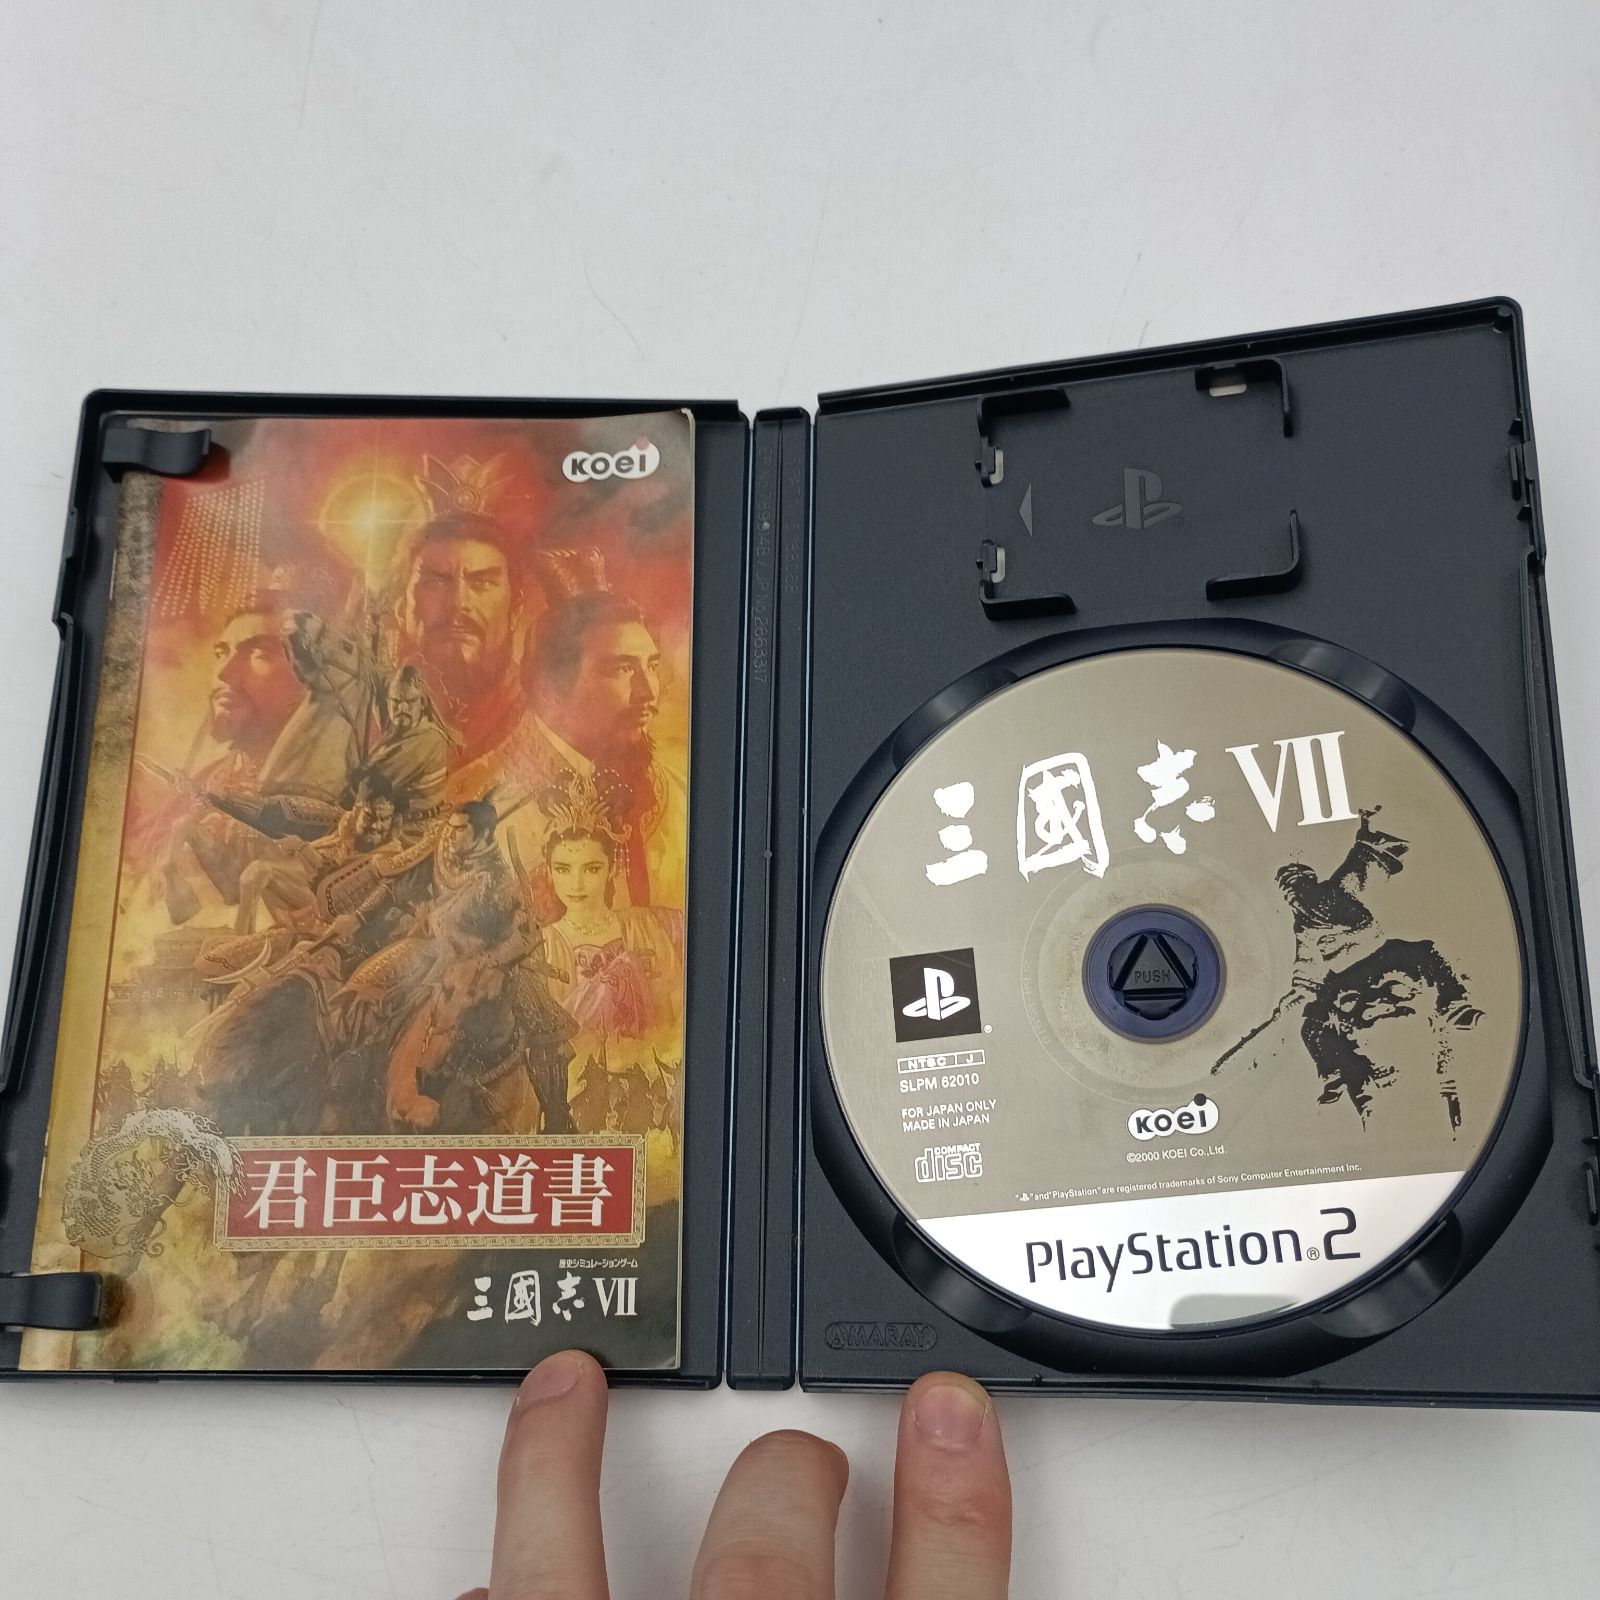 Koei
君臣志道書
歴史シミュレーションゲーム
三國志VII
三國志VII
PUSH
NTSC J
SLPM 62010
FOR JAPAN ONLY
MADE IN JAPAN
COMPACT
disc
Koei
©2000 KOEI Co.,Ltd.
" " and "PlayStation" are registered trademarks of Sony Computer Entertainment Inc.
PlayStation®2
AMARAY